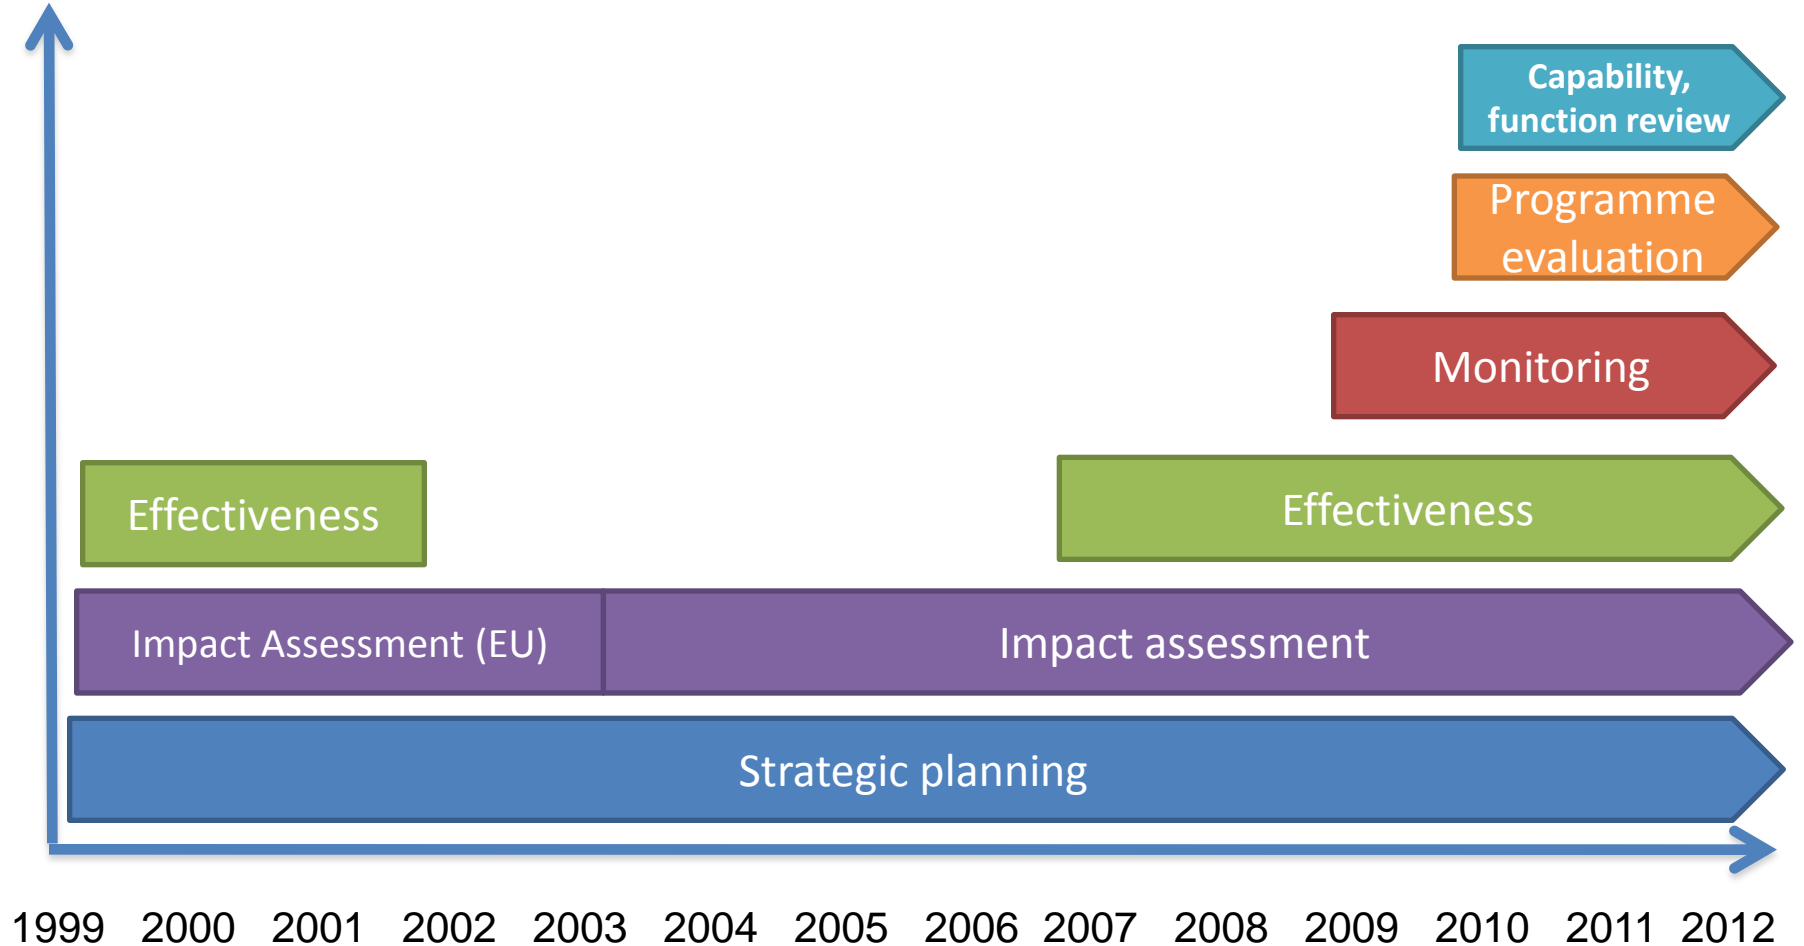 Capability,
function review
Programme
evaluation
Monitoring
Effectiveness
Effectiveness
Impact Assessment (EU)
Impact assessment
Strategic planning
1999 2000 2001 2002 2003 2004 2005 2006 2007 2008 2009 2010 2011 2012